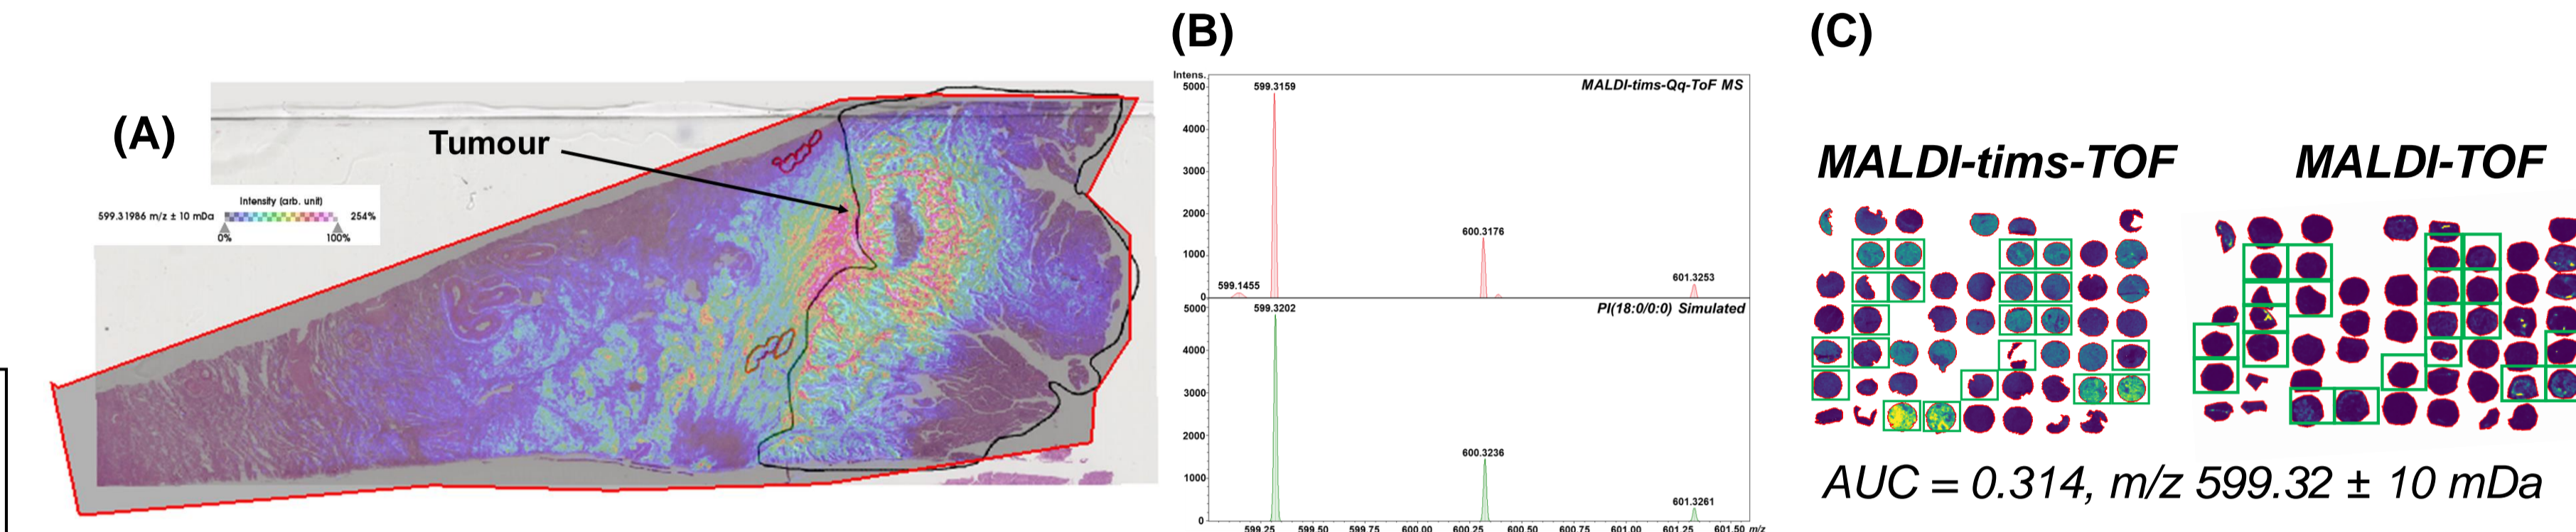 (A)
Tumour
Intensity (arb. unit)
599.31986 m/z ± 10 mDa
254%
0%
100%
(B)
Intens.
MALDI-tims-Qq-ToF MS
5000
4000
3000
2000
1000
0
599.3159
600.3176
599.1455
601.3253
PI(18:0/0:0) Simulated
5000
4000
3000
2000
1000
0
599.3202
600.3236
601.3261
599.25 599.50 599.75 600.00 600.25 600.50 600.75 601.00 601.25 601.50 m/z
(C)
MALDI-tims-TOF
MALDI-TOF
AUC = 0.314, m/z 599.32 ± 10 mDa